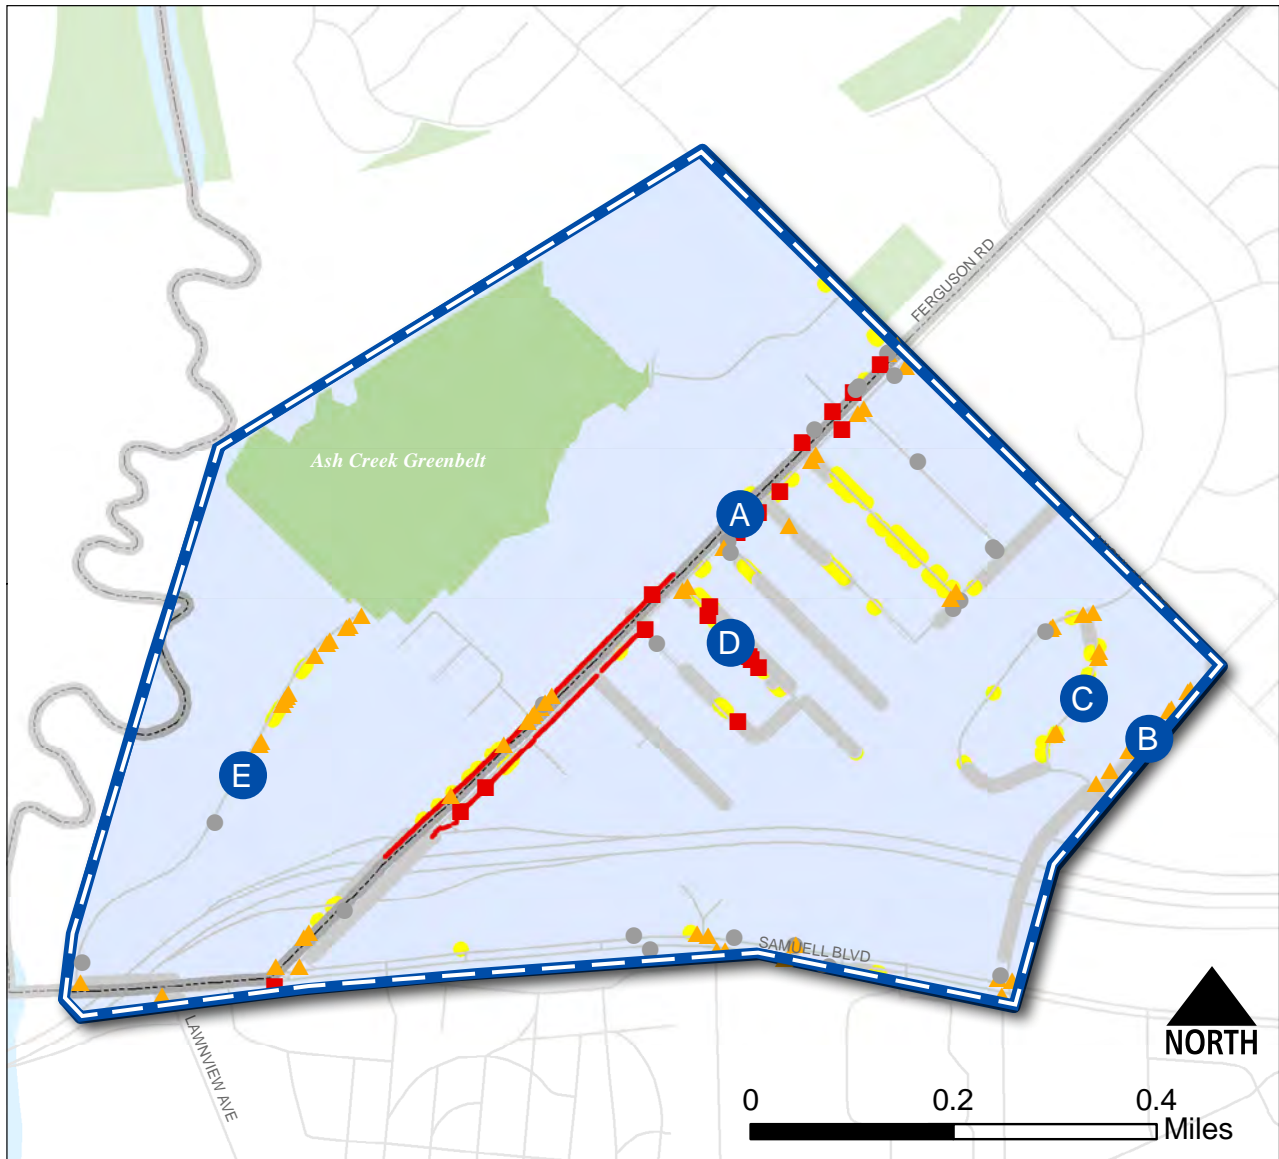 FERGUSON RD
Ash Creek Greenbelt
A
D
C
B
E
SAMUELL BLVD
LAWNVIEW AVE
NORTH
0 0.2 0.4
Miles